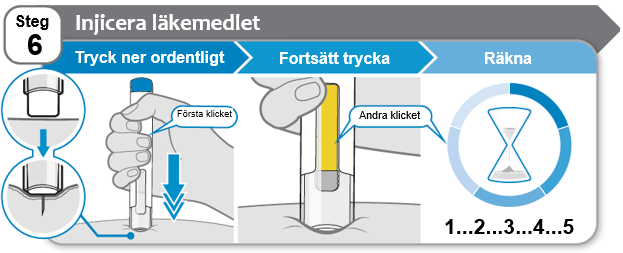 Steg
6
Injicera läkemedlet
Tryck ner ordentligt
Fortsätt trycka
Räkna
Första klicket
Andra klicket
1...2...3...4...5